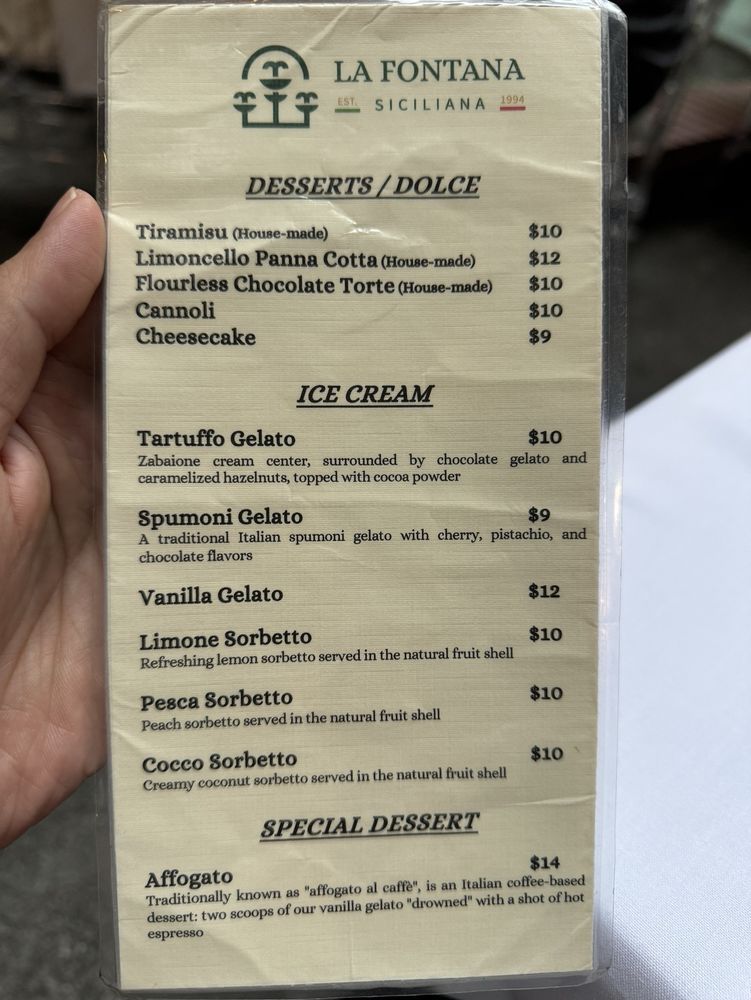 LA FONTANA
EST. SICILIANA 1994
DESSERTS / DOLCE
Tiramisu (House-made) $10
Limoncello Panna Cotta (House-made) $12
Flourless Chocolate Torte (House-made) $10
Cannoli $10
Cheesecake $9
ICE CREAM
Tartuffo Gelato $10
Zabaione cream center, surrounded by chocolate gelato and
caramelized hazelnuts, topped with cocoa powder
Spumoni Gelato $9
A traditional Italian spumoni gelato with cherry, pistachio, and
chocolate flavors
Vanilla Gelato $12
Limone Sorbetto $10
Refreshing lemon sorbetto served in the natural fruit shell
Pesca Sorbetto $10
Peach sorbetto served in the natural fruit shell
Cocco Sorbetto $10
Creamy coconut sorbetto served in the natural fruit shell
SPECIAL DESSERT
Affogato $14
Traditionally known as "affogato al caffè", is an Italian coffee-based
dessert: two scoops of our vanilla gelato "drowned" with a shot of hot
espresso